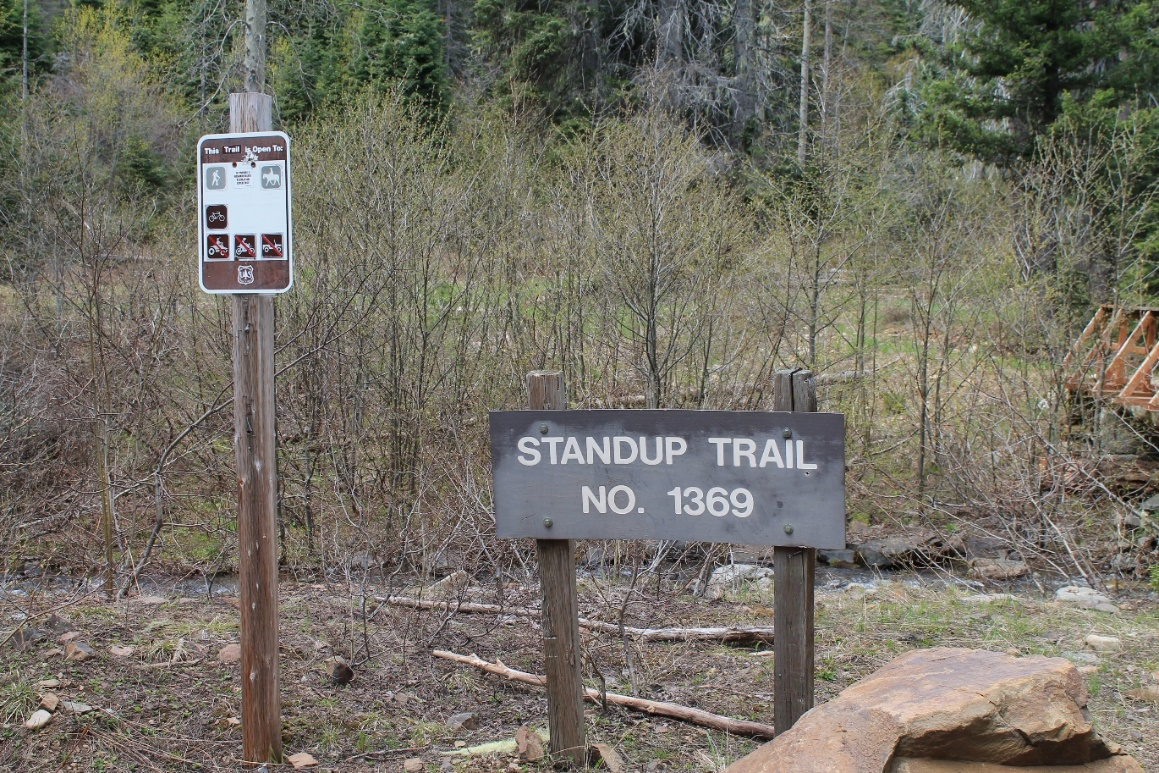 This Trail is Open To:
STANDUP TRAIL
NO. 1369